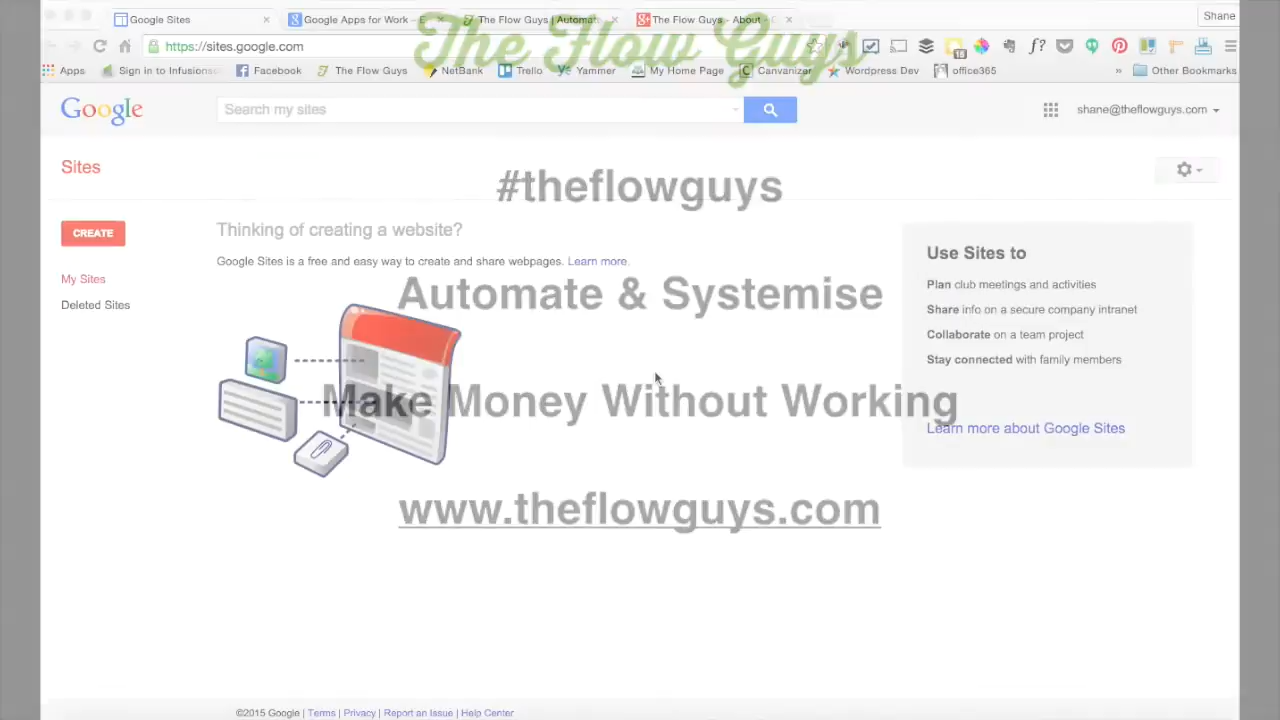 Google Sites
Google Apps for Work – E
The Flow Guys | Automat
The Flow Guys - About -
Shane
https://sites.google.com
The Flow Guys
15
f?
Apps
Sign in to Infusions
Facebook
The Flow Guys
NetBank
Trello
Yammer
My Home Page
Canvanizer
Wordpress Dev
office365
»
Other Bookmarks
Google
Search my sites
shane@theflowguys.com
Sites
#theflowguys
CREATE
My Sites
Deleted Sites
Thinking of creating a website?
Google Sites is a free and easy way to create and share webpages. Learn more.
Automate & Systemise
Make Money Without Working
www.theflowguys.com
Use Sites to
Plan club meetings and activities
Share info on a secure company intranet
Collaborate on a team project
Stay connected with family members
Learn more about Google Sites
©2015 Google | Terms | Privacy | Report an Issue | Help Center